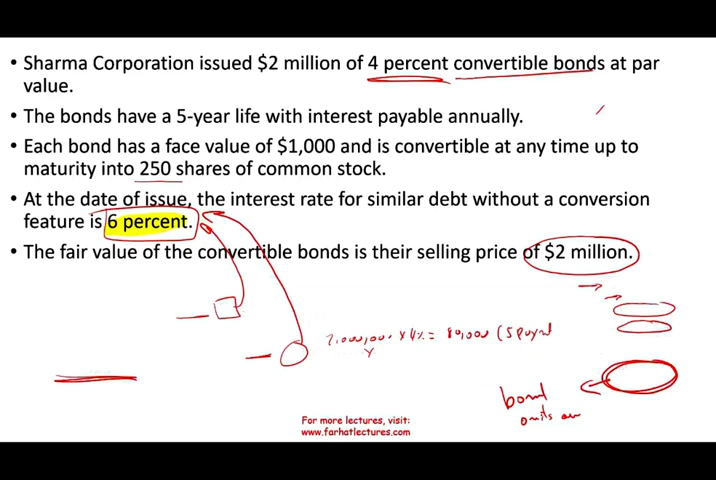 • Sharma Corporation issued $2 million of 4 percent convertible bonds at par
value.
• The bonds have a 5-year life with interest payable annually.
• Each bond has a face value of $1,000 and is convertible at any time up to
maturity into 250 shares of common stock.
• At the date of issue, the interest rate for similar debt without a conversion
feature is 6 percent.
• The fair value of the convertible bonds is their selling price of $2 million.
2,000,000 x 4% = 80,000 (5
bond
For more lectures, visit:
www.farhatlectures.com